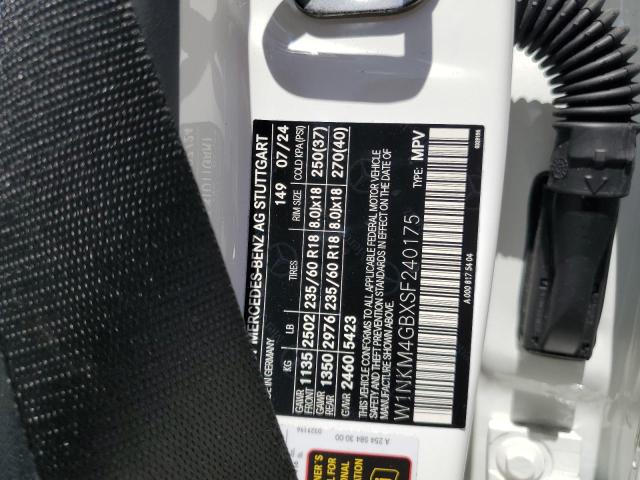 MERCEDES-BENZ AG STUTTGART
IN GERMANY 149 07/24
KG LB TIRES RIM SIZE COLD KPA(PSI)
GAWR FRONT 1135 2502 235/60 R18 8.0Jx18 250(37)
GAWR REAR 1350 2976 235/60 R18 8.0Jx18 270(40)
GVWR 2460 5423
THIS VEHICLE CONFORMS TO ALL APPLICABLE FEDERAL MOTOR VEHICLE
SAFETY AND THEFT PREVENTION STANDARDS IN EFFECT ON THE DATE OF
MANUFACTURE SHOWN ABOVE.
TYPE: MPV
W1NKM4GBXSF240175
A 000 817 54 04
0329196
A 254 584 30 00
0329196